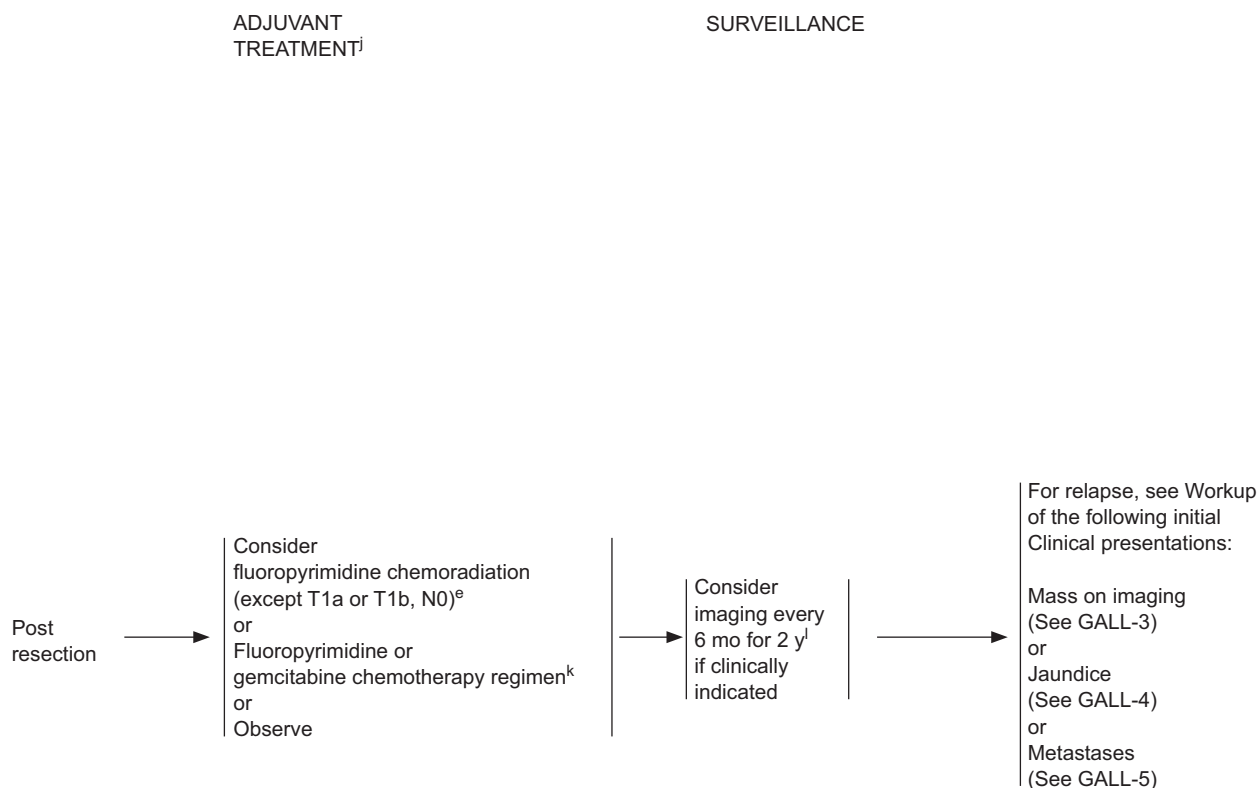 ADJUVANT
TREATMENTj
SURVEILLANCE
Post
resection
Consider
fluoropyrimidine chemoradiation
(except T1a or T1b, N0)e
or
Fluoropyrimidine or
gemcitabine chemotherapy regimenk
or
Observe
Consider
imaging every
6 mo for 2 yl
if clinically
indicated
For relapse, see Workup
of the following initial
Clinical presentations:
Mass on imaging
(See GALL-3)
or
Jaundice
(See GALL-4)
or
Metastases
(See GALL-5)